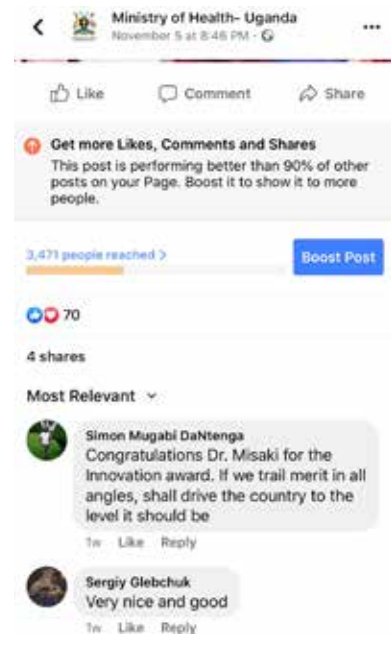 Ministry of Health- Uganda
November 5 at 8:46 PM ·
Like Comment Share
Get more Likes, Comments and Shares
This post is performing better than 90% of other
posts on your Page. Boost it to show it to more
people.
3,471 people reached >
Boost Post
70
4 shares
Most Relevant
Simon Mugabi DaNtenga
Congratulations Dr. Misaki for the
Innovation award. If we trail merit in all
angles, shall drive the country to the
level it should be
1w Like Reply
Sergiy Glebchuk
Very nice and good
1w Like Reply